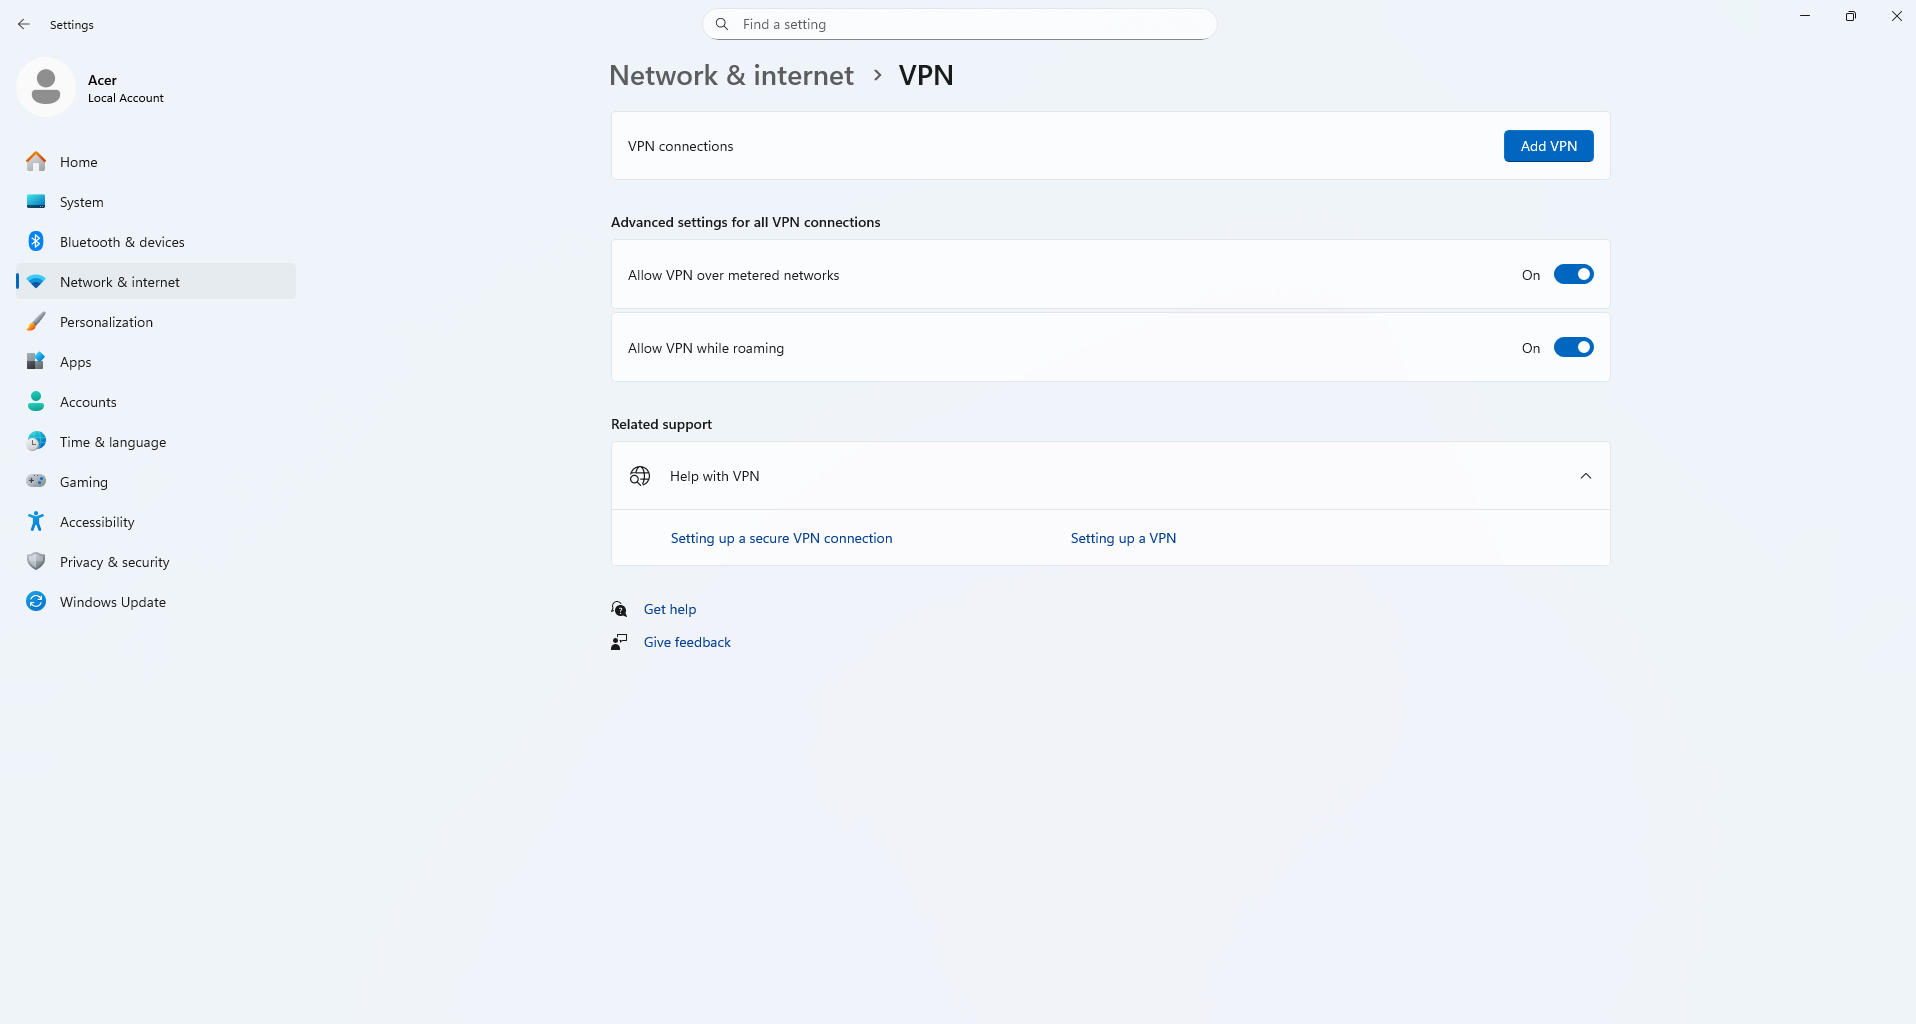 Settings
Find a setting
Acer
Local Account
Home
System
Bluetooth & devices
Network & internet
Personalization
Apps
Accounts
Time & language
Gaming
Accessibility
Privacy & security
Windows Update
Network & internet > VPN
VPN connections
Add VPN
Advanced settings for all VPN connections
Allow VPN over metered networks
On
Allow VPN while roaming
On
Related support
Help with VPN
Setting up a secure VPN connection
Setting up a VPN
Get help
Give feedback